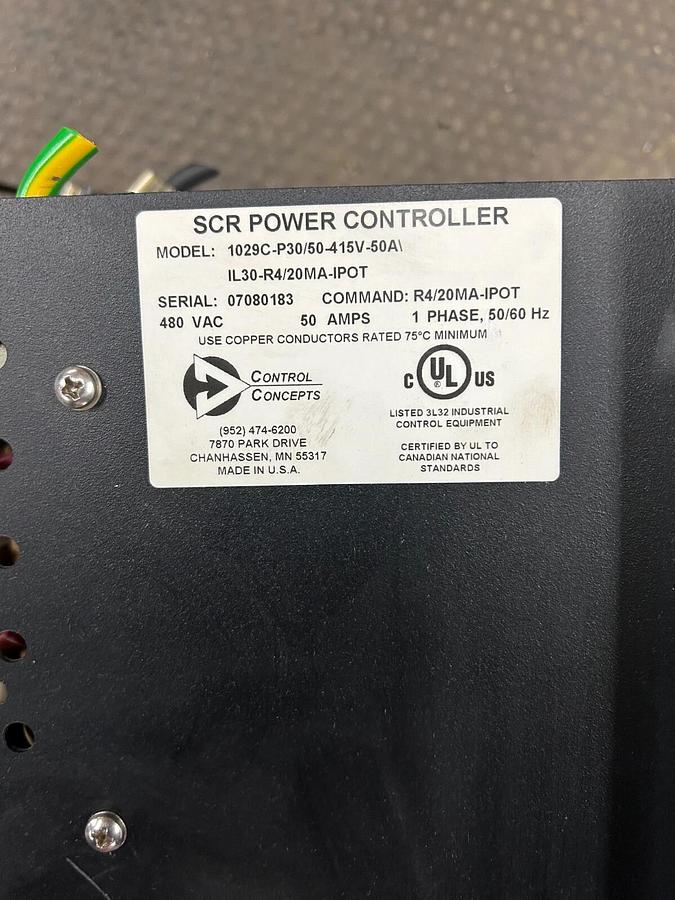 SCR POWER CONTROLLER
MODEL: 1029C-P30/50-415V-50A\
IL30-R4/20MA-IPOT
SERIAL: 07080183 COMMAND: R4/20MA-IPOT
480 VAC 50 AMPS 1 PHASE, 50/60 Hz
USE COPPER CONDUCTORS RATED 75°C MINIMUM
CONTROL
CONCEPTS
(952) 474-6200
7870 PARK DRIVE
CHANHASSEN, MN 55317
MADE IN U.S.A.
C UL ® US
LISTED 3L32 INDUSTRIAL
CONTROL EQUIPMENT
CERTIFIED BY UL TO
CANADIAN NATIONAL
STANDARDS